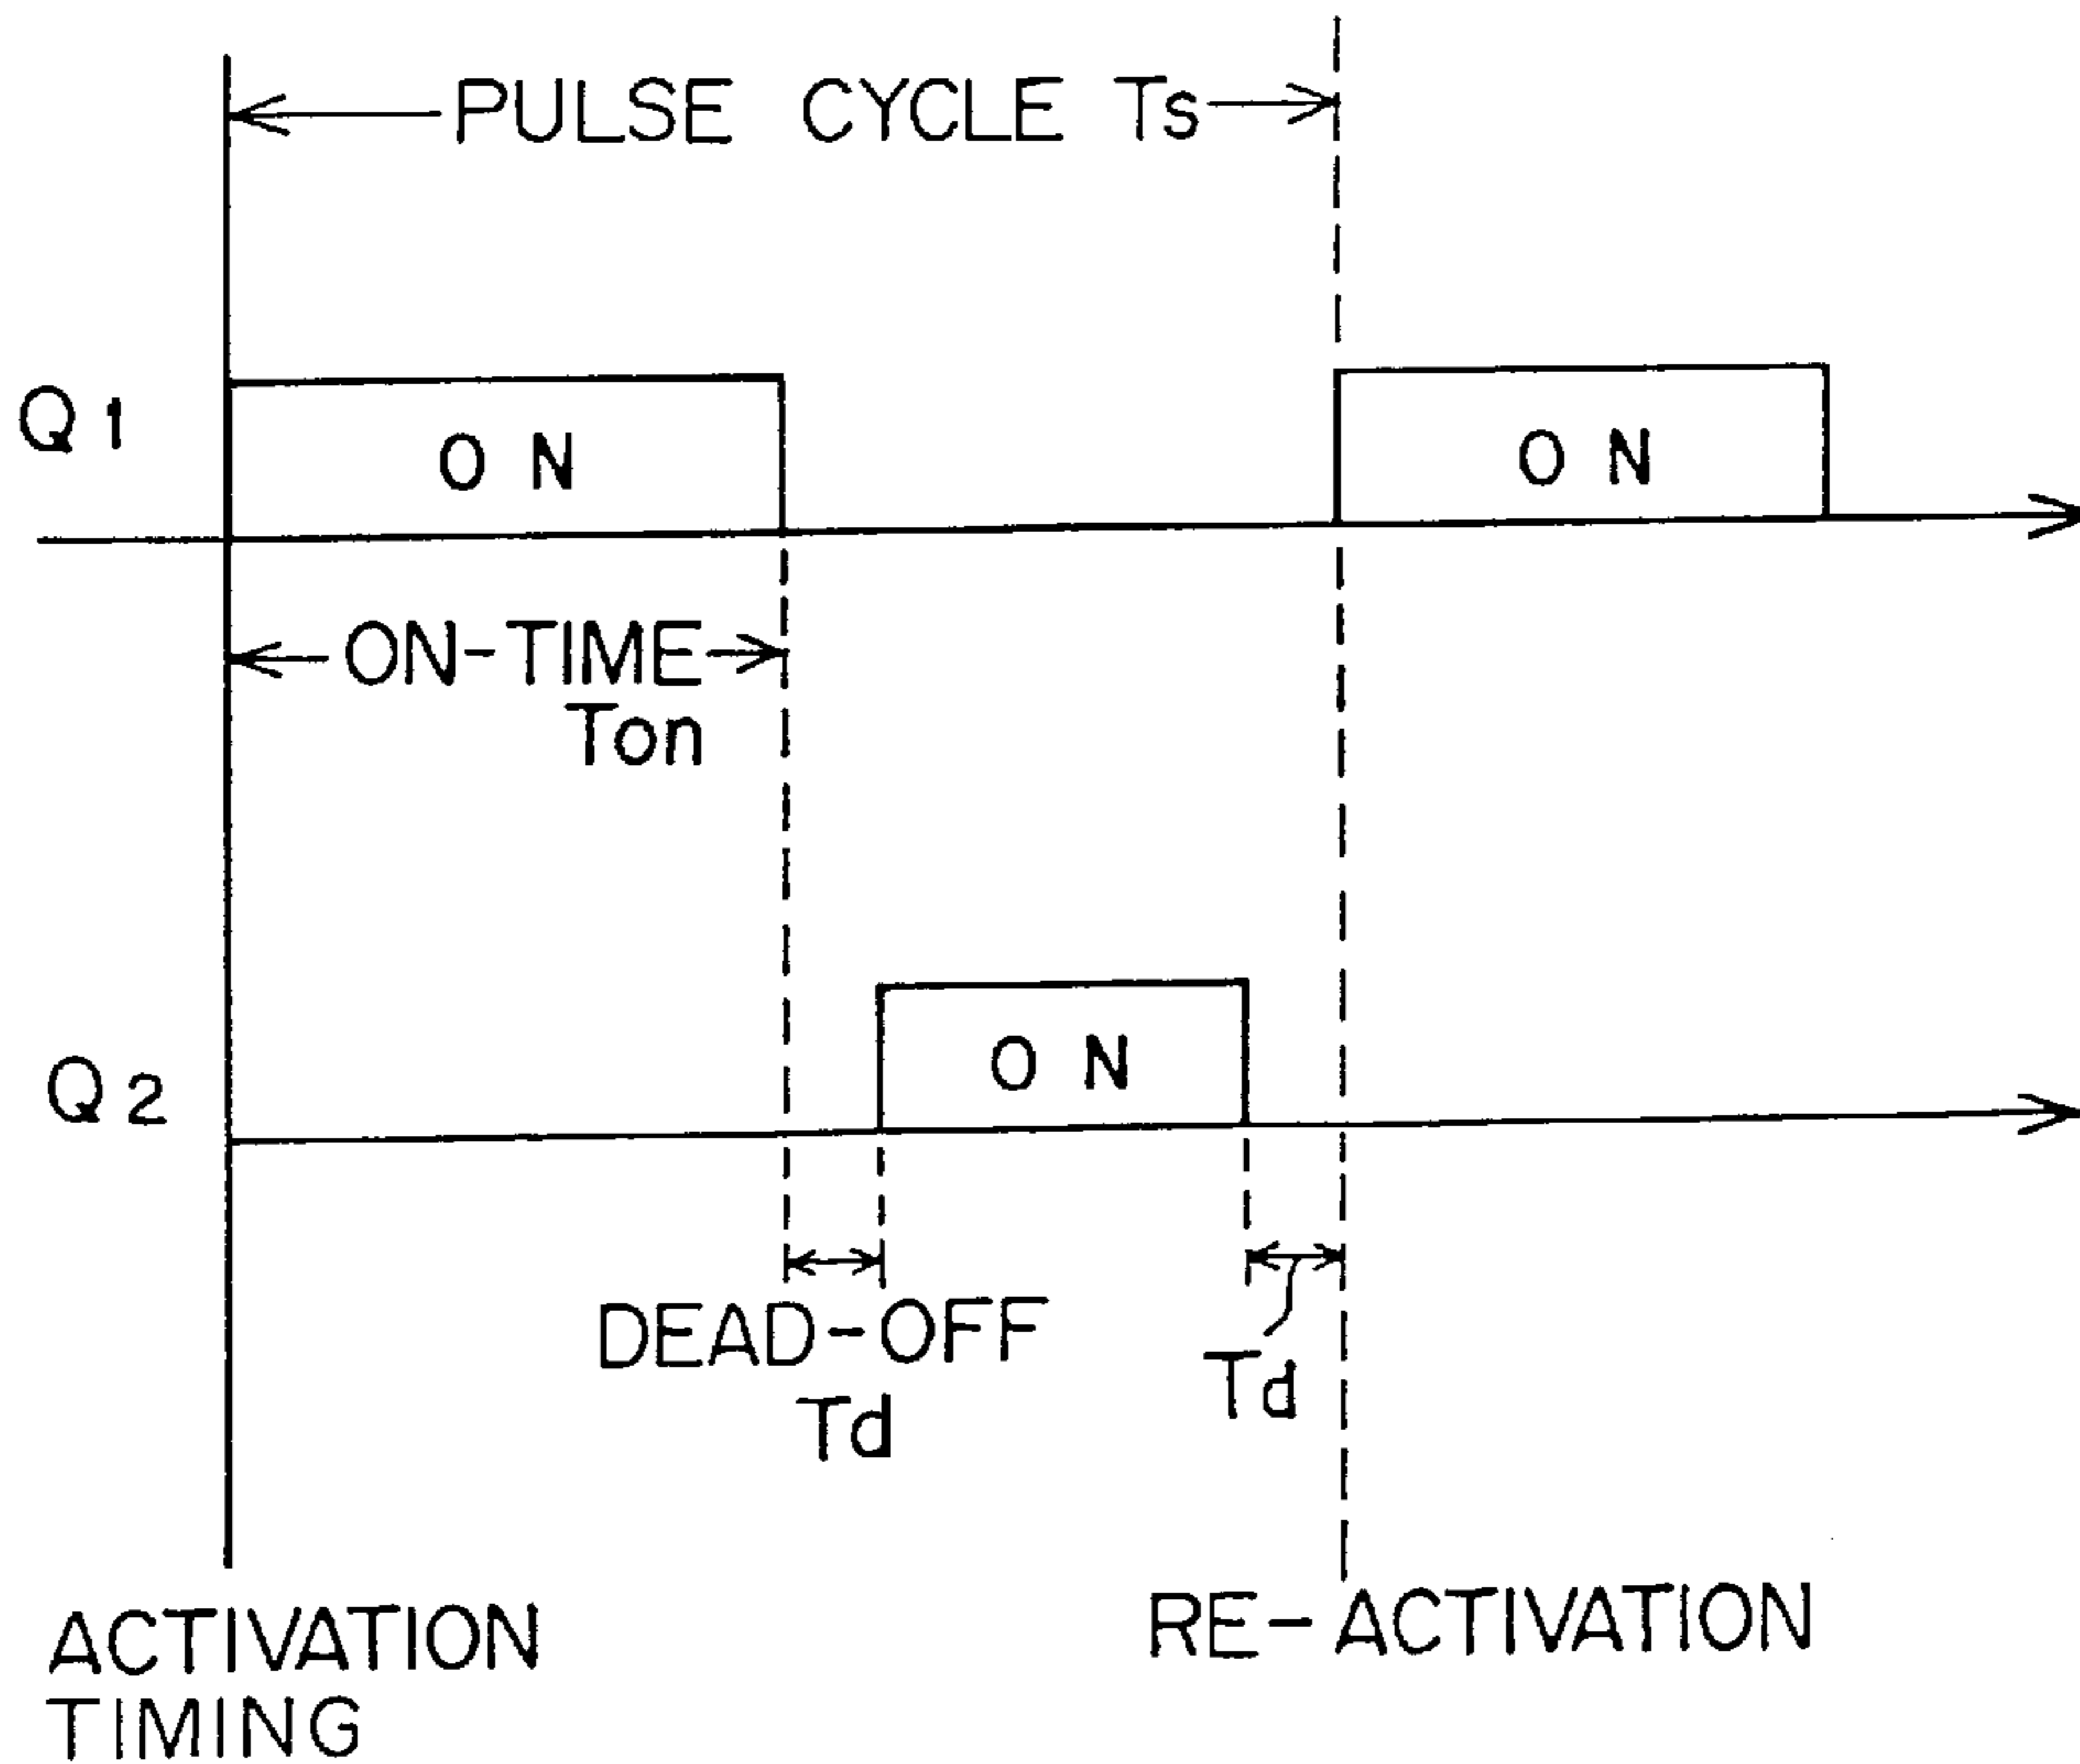 PULSE CYCLE Ts
Q1
ON
ON
ON-TIME
Ton
Q2
ON
DEAD-OFF
Td
Td
ACTIVATION
TIMING
RE-ACTIVATION